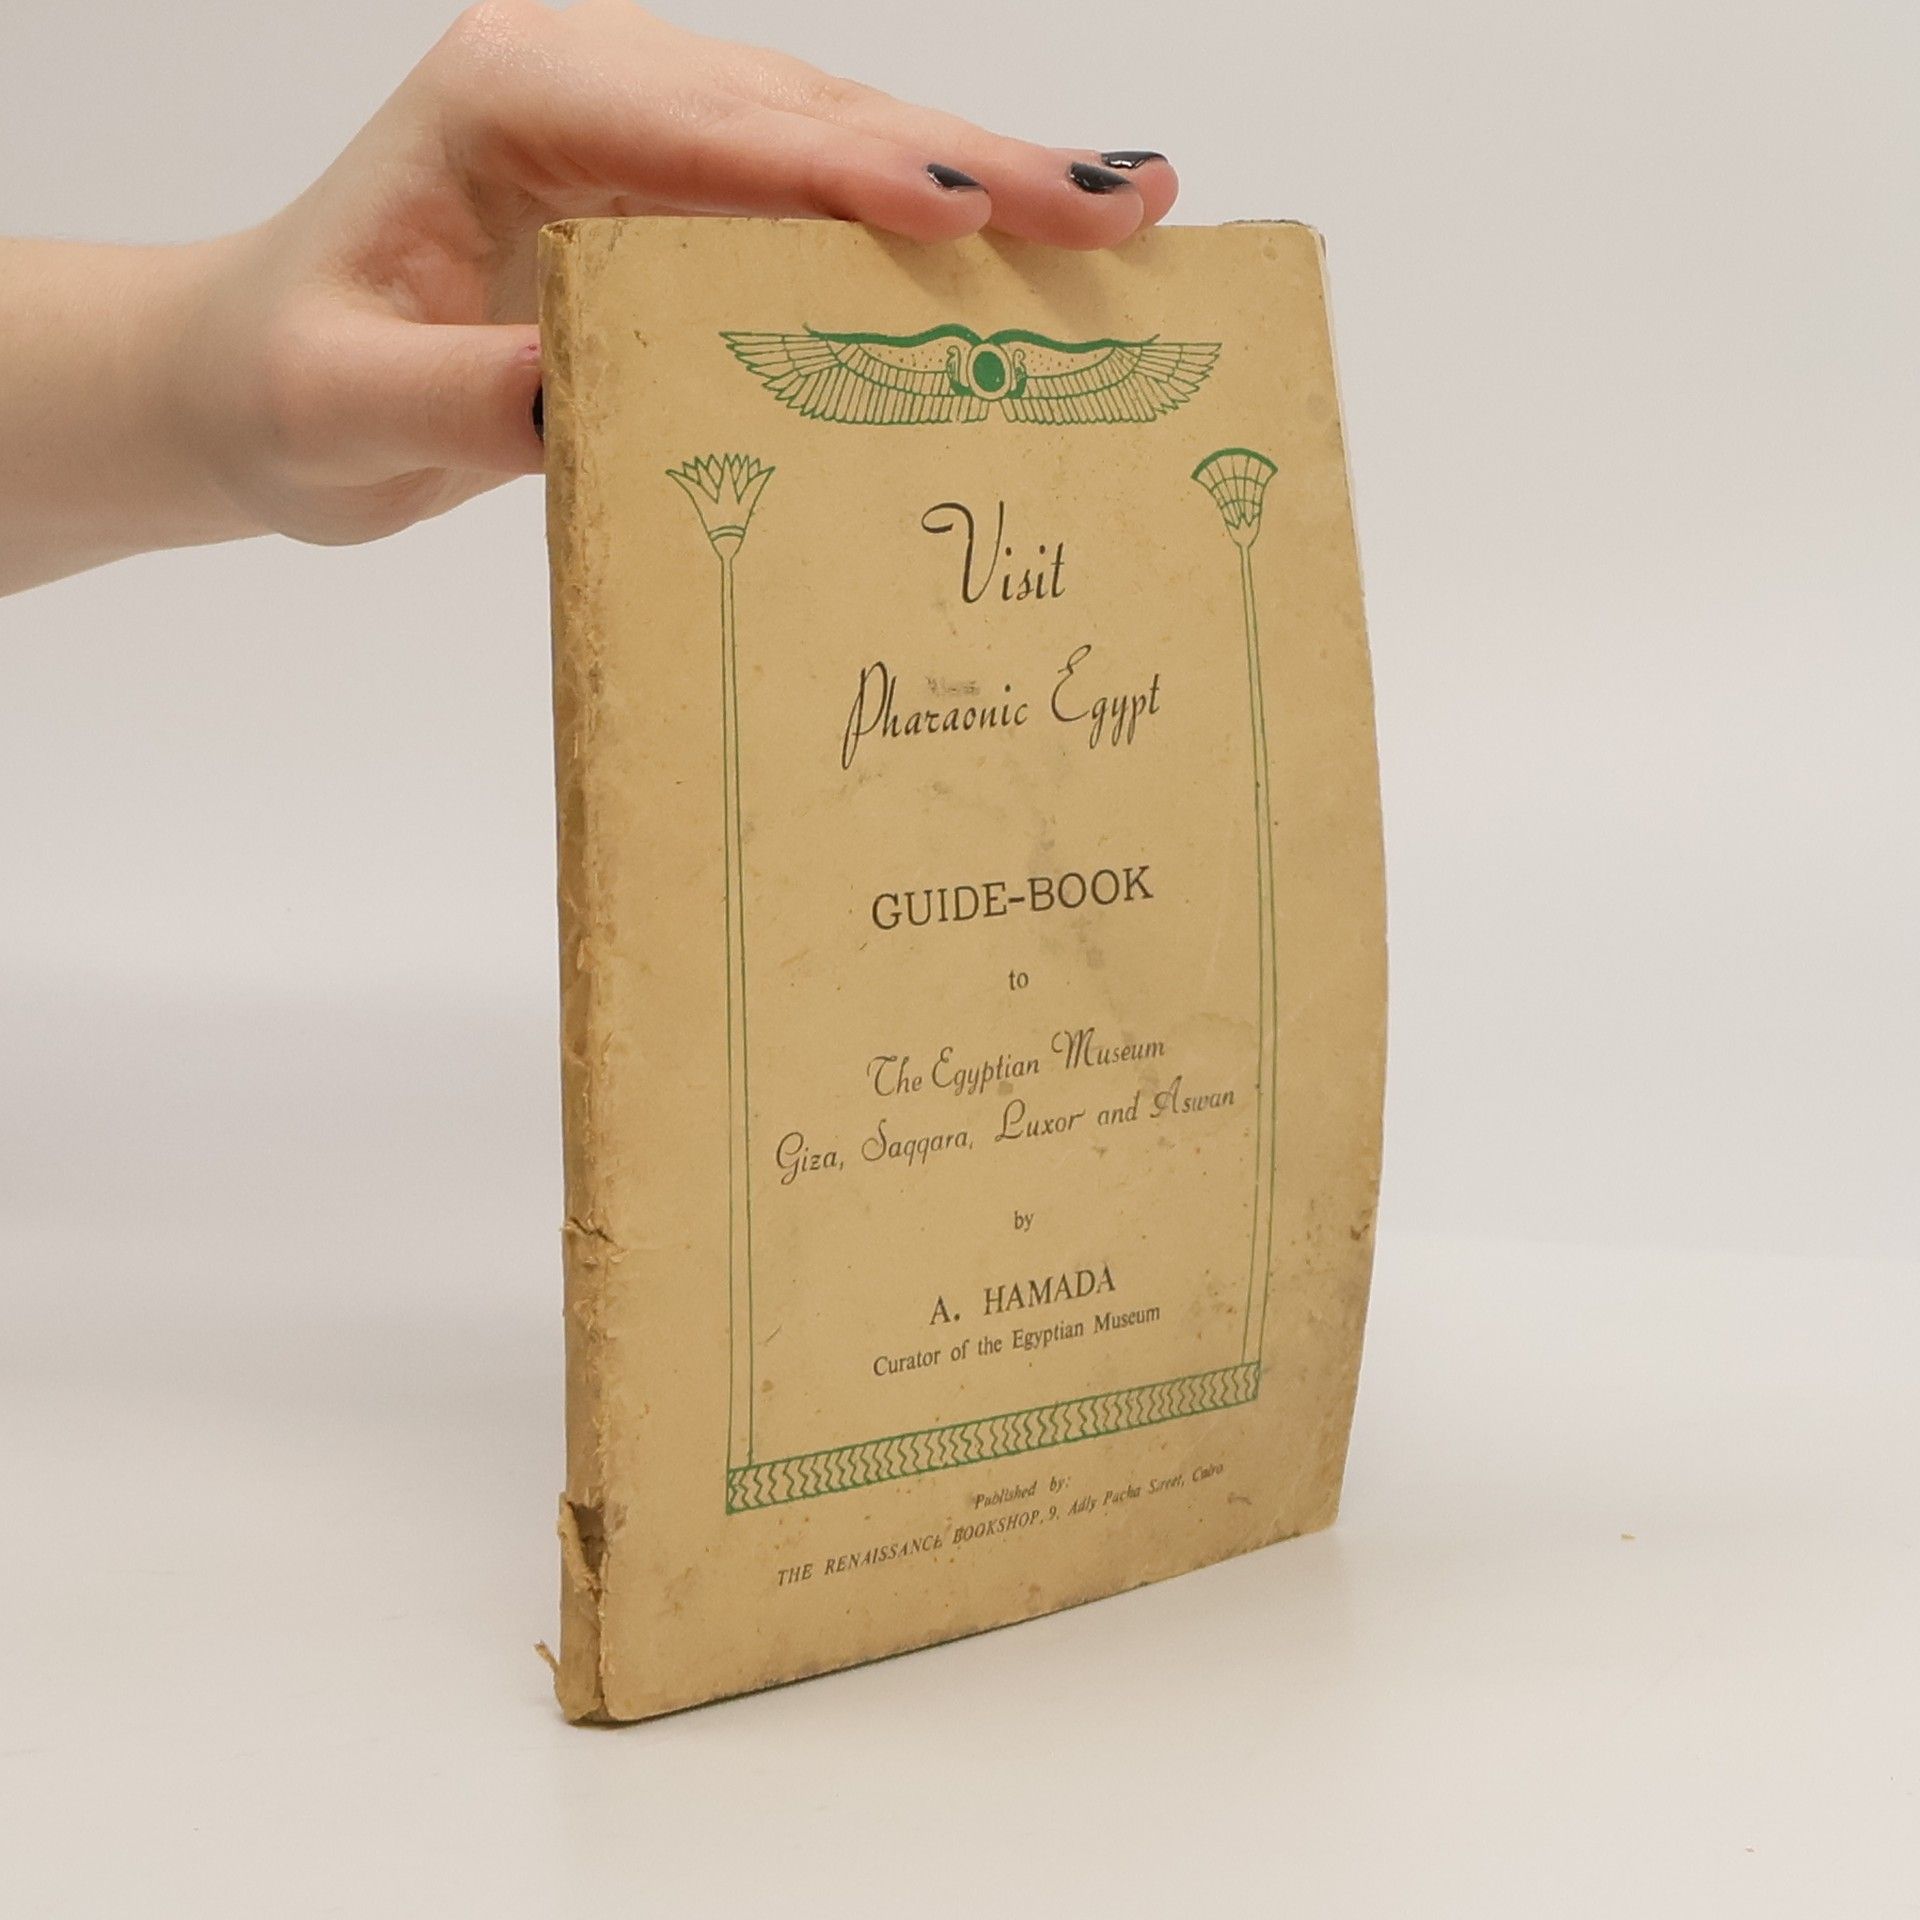 Visit
Pharaonic Egypt
GUIDE-BOOK
to
The Egyptian Museum
Giza, Saqqara, Luxor and Aswan
by
A. HAMADA
Curator of the Egyptian Museum
Published by:
THE RENAISSANCE BOOKSHOP, 9, Adly Pacha Street, Cairo